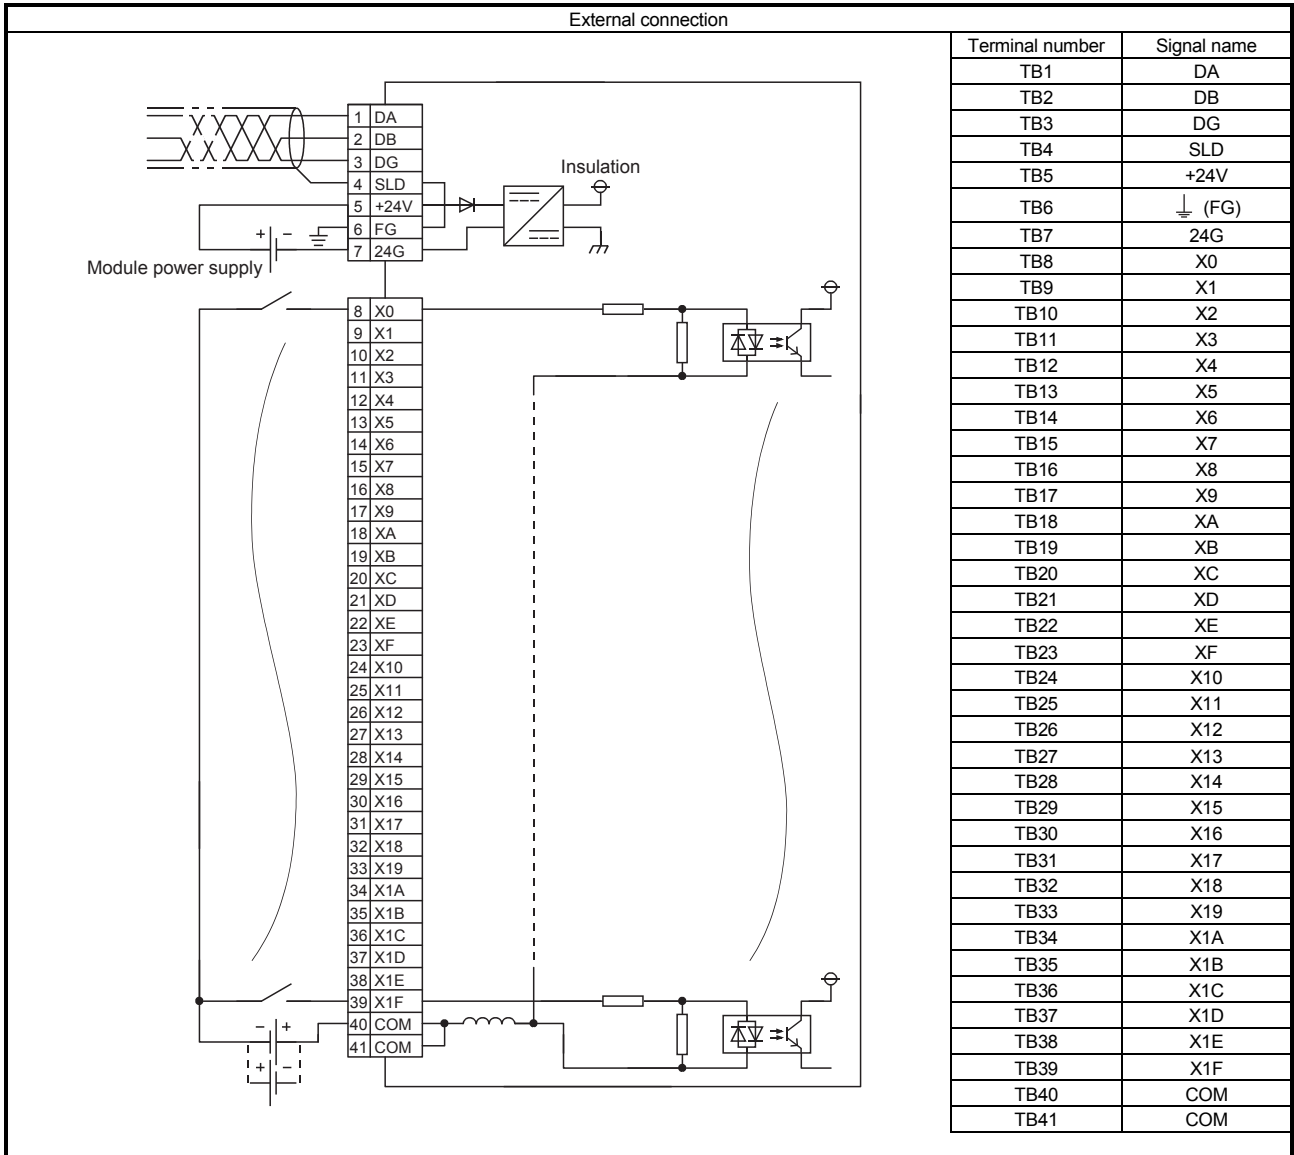 External connection
Terminal number Signal name
TB1 DA
TB2 DB
TB3 DG
TB4 SLD
TB5 +24V
TB6 (FG)
TB7 24G
TB8 X0
TB9 X1
TB10 X2
TB11 X3
TB12 X4
TB13 X5
TB14 X6
TB15 X7
TB16 X8
TB17 X9
TB18 XA
TB19 XB
TB20 XC
TB21 XD
TB22 XE
TB23 XF
TB24 X10
TB25 X11
TB26 X12
TB27 X13
TB28 X14
TB29 X15
TB30 X16
TB31 X17
TB32 X18
TB33 X19
TB34 X1A
TB35 X1B
TB36 X1C
TB37 X1D
TB38 X1E
TB39 X1F
TB40 COM
TB41 COM
1 DA
2 DB
3 DG
4 SLD
5 +24V
6 FG
7 24G
Insulation
+ −
Module power supply
8 X0
9 X1
10 X2
11 X3
12 X4
13 X5
14 X6
15 X7
16 X8
17 X9
18 XA
19 XB
20 XC
21 XD
22 XE
23 XF
24 X10
25 X11
26 X12
27 X13
28 X14
29 X15
30 X16
31 X17
32 X18
33 X19
34 X1A
35 X1B
36 X1C
37 X1D
38 X1E
39 X1F
40 COM
41 COM
− +
+ −